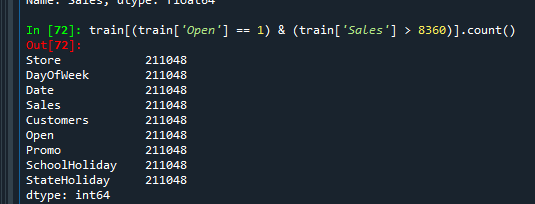 Name: Sales, dtype: float64
In [72]: train[(train['Open'] == 1) & (train['Sales'] > 8360)].count()
Out[72]:
Store 211048
DayOfWeek 211048
Date 211048
Sales 211048
Customers 211048
Open 211048
Promo 211048
SchoolHoliday 211048
StateHoliday 211048
dtype: int64